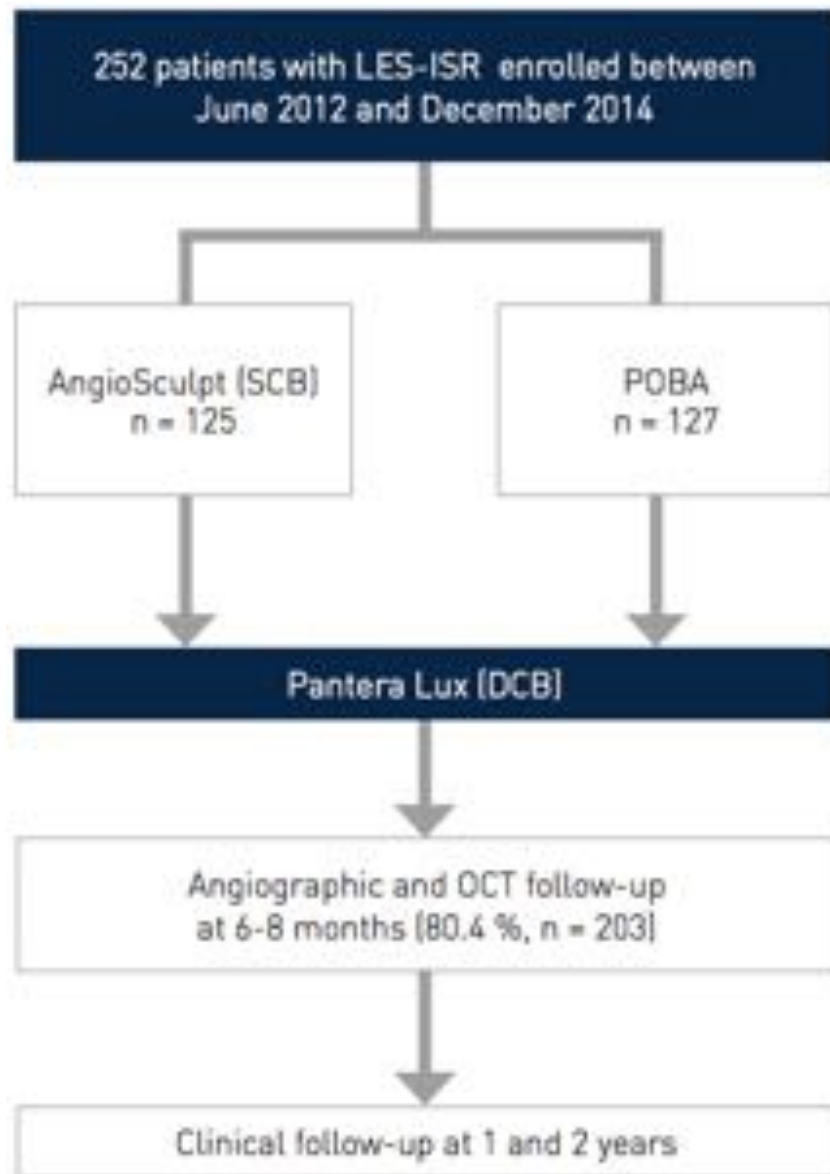 252 patients with LES-ISR enrolled between
June 2012 and December 2014
AngioSculpt (SCB)
n = 125
POBA
n = 127
Pantera Lux (DCB)
Angiographic and OCT follow-up
at 6-8 months (80.4 %, n = 203)
Clinical follow-up at 1 and 2 years